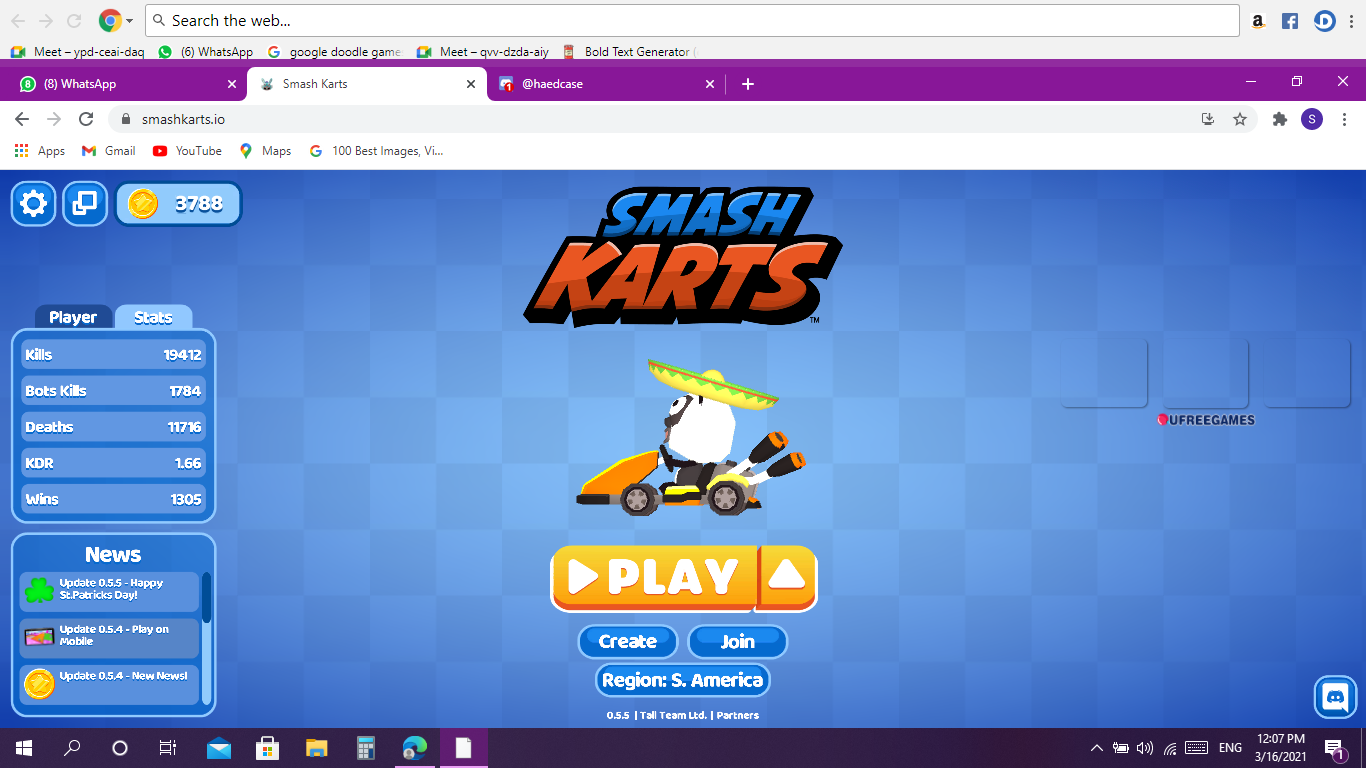 Search the web...
Meet – ypd-ceai-daq
(6) WhatsApp
google doodle game
Meet – qvv-dzda-aiy
Bold Text Generator (
(8) WhatsApp
Smash Karts
@haedcase
smashkarts.io
S
Apps
Gmail
YouTube
Maps
100 Best Images, Vi...
3788
SMASH
KARTS
TM
Player
Stats
Kills 19412
Bots Kills 1784
Deaths 11716
KDR 1.66
Wins 1305
UFREEGAMES
News
Update 0.5.5 - Happy
St.Patricks Day!
Update 0.5.4 - Play on
Mobile
Update 0.5.4 - New News!
PLAY
Create
Join
Region: S. America
0.5.5 | Tall Team Ltd. | Partners
ENG
12:07 PM
3/16/2021
1